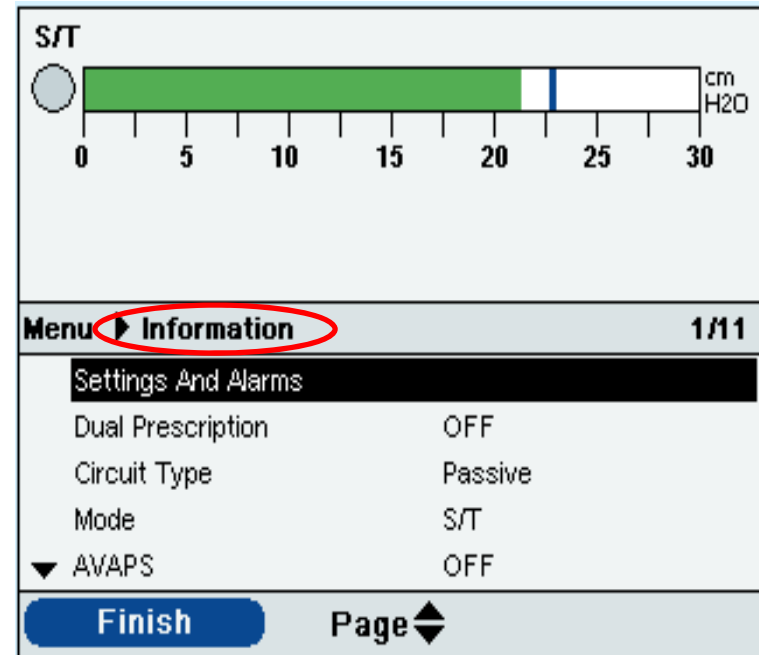 S/T
cm
H2O
0 5 10 15 20 25 30
Menu Information 1/11
Settings And Alarms
Dual Prescription OFF
Circuit Type Passive
Mode S/T
AVAPS OFF
Finish Page